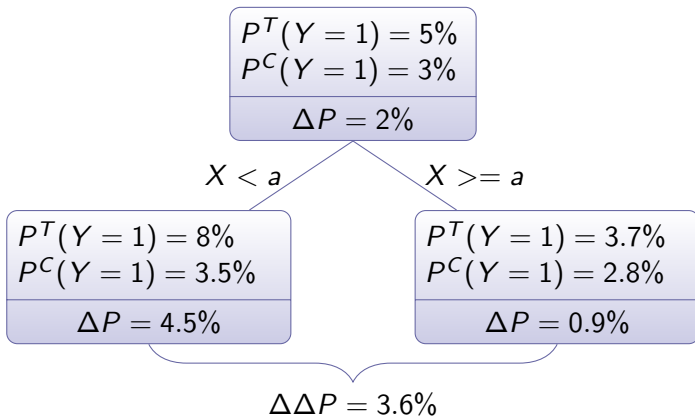 P^T(Y = 1) = 5%
P^C(Y = 1) = 3%
ΔP = 2%
X < a
X >= a
P^T(Y = 1) = 8%
P^C(Y = 1) = 3.5%
ΔP = 4.5%
P^T(Y = 1) = 3.7%
P^C(Y = 1) = 2.8%
ΔP = 0.9%
ΔΔP = 3.6%